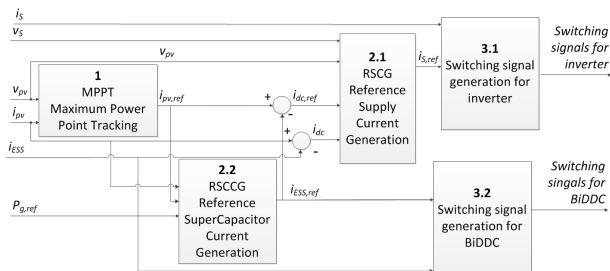 i_S
v_S
v_pv
v_pv
i_pv
i_ESS
P_g,ref
1
MPPT
Maximum Power
Point Tracking
i_pv,ref
+
-
i_dc,ref
+
-
i_dc
2.1
RSCG
Reference
Supply
Current
Generation
i_S,ref
2.2
RSCCG
Reference
SuperCapacitor
Current
Generation
i_ESS,ref
3.1
Switching signal
generation for
inverter
Switching
signals for
inverter
3.2
Switching signal
generation for
BiDDC
Switching
singals for
BiDDC